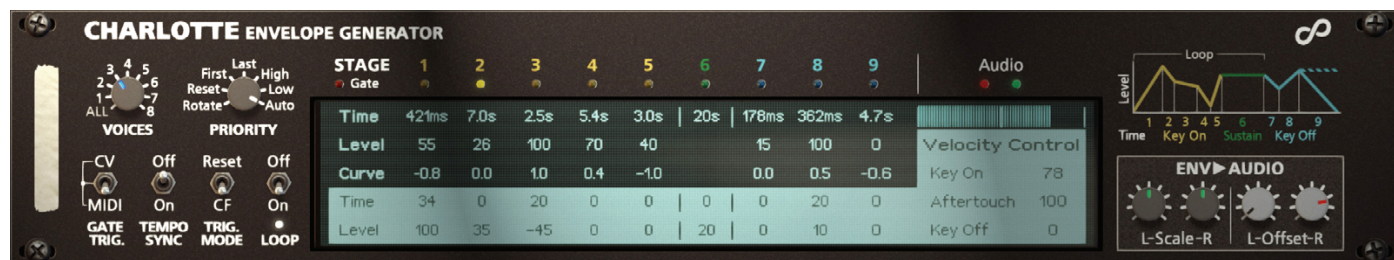 CHARLOTTE ENVELOPE GENERATOR
ALL 1 2 3 4 5 6 7 8
VOICES
Rotate Reset First Last High Low Auto
PRIORITY
CV
MIDI
GATE
TRIG.
Off
On
TEMPO
SYNC
Reset
CF
TRIG.
MODE
Off
On
LOOP
STAGE 1 2 3 4 5 6 7 8 9
Gate
Time 421ms 7.0s 2.5s 5.4s 3.0s | 20s | 178ms 362ms 4.7s
Level 55 26 100 70 40 15 100 0
Curve -0.8 0.0 1.0 0.4 -1.0 0.0 0.5 -0.6
Time 34 0 20 0 0 | 0 | 0 20 0
Level 100 35 -45 0 0 | 20 | 0 10 0
Audio
Velocity Control
Key On 78
Aftertouch 100
Key Off 0
Loop
Level
1 2 3 4 5 6 7 8 9
Time Key On Sustain Key Off
ENV▶AUDIO
L-Scale-R L-Offset-R